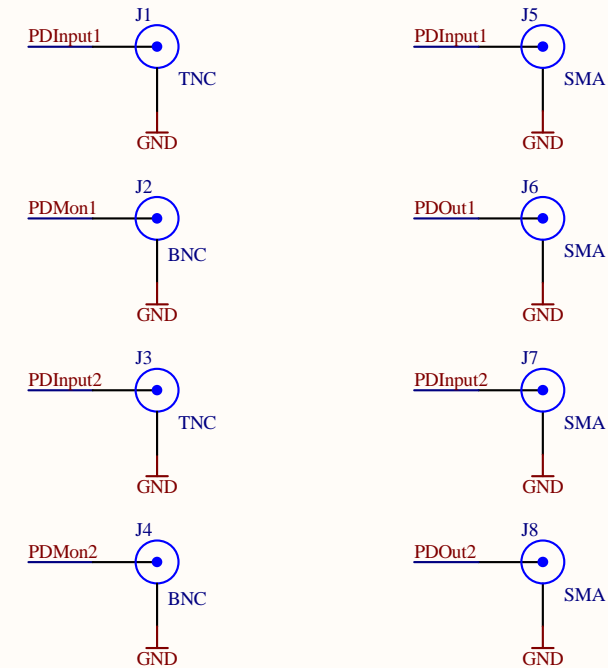 J1
PDInput1
TNC
GND
J5
PDInput1
SMA
GND
J2
PDMon1
BNC
GND
J6
PDOut1
SMA
GND
J3
PDInput2
TNC
GND
J7
PDInput2
SMA
GND
J4
PDMon2
BNC
GND
J8
PDOut2
SMA
GND